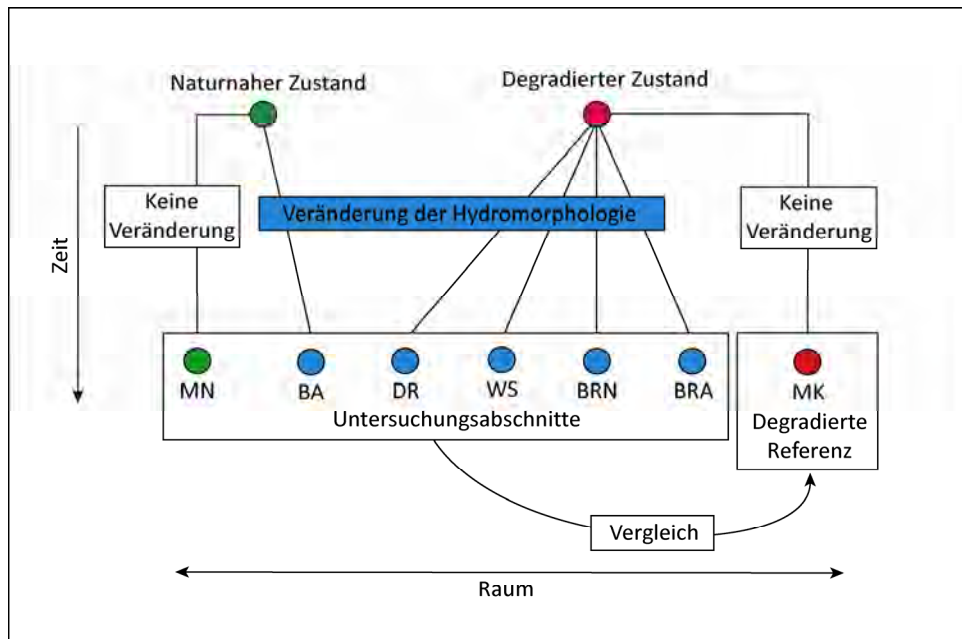 Naturnaher Zustand
Degradierter Zustand
Keine
Veränderung
Veränderung der Hydromorphologie
Keine
Veränderung
Zeit
MN
BA
DR
WS
BRN
BRA
MK
Untersuchungsabschnitte
Degradierte
Referenz
Vergleich
Raum